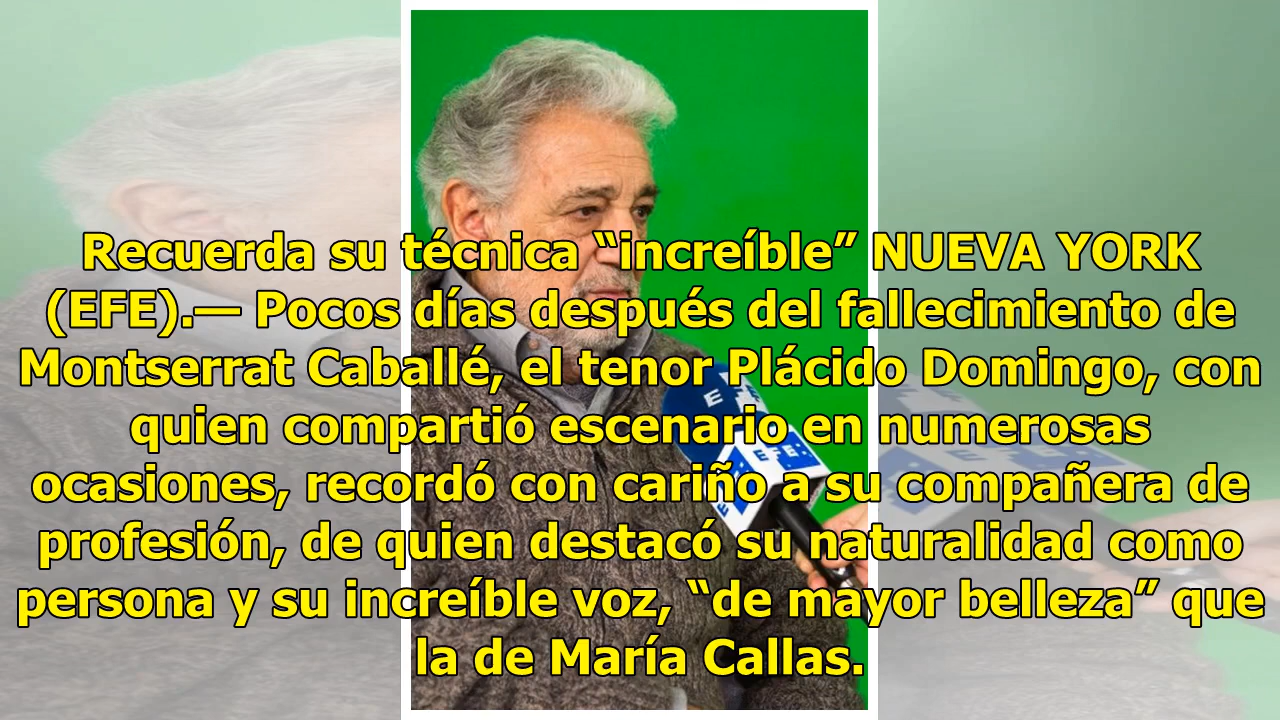 Recuerda su técnica “increíble” NUEVA YORK
(EFE).— Pocos días después del fallecimiento de
Montserrat Caballé, el tenor Plácido Domingo, con
quien compartió escenario en numerosas
ocasiones, recordó con cariño a su compañera de
profesión, de quien destacó su naturalidad como
persona y su increíble voz, “de mayor belleza” que
la de María Callas.
EFE